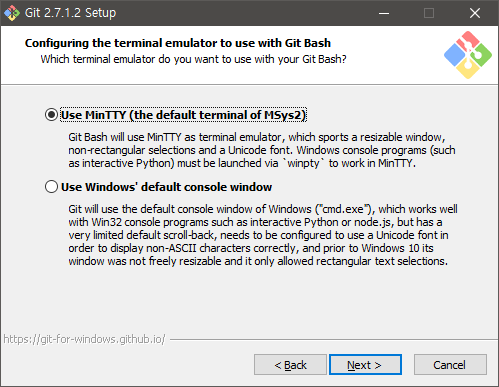 Git 2.7.1.2 Setup
Configuring the terminal emulator to use with Git Bash
Which terminal emulator do you want to use with your Git Bash?
Use MinTTY (the default terminal of MSys2)
Git Bash will use MinTTY as terminal emulator, which sports a resizable window,
non-rectangular selections and a Unicode font. Windows console programs (such
as interactive Python) must be launched via `winpty` to work in MinTTY.
Use Windows' default console window
Git will use the default console window of Windows ("cmd.exe"), which works well
with Win32 console programs such as interactive Python or node.js, but has a
very limited default scroll-back, needs to be configured to use a Unicode font in
order to display non-ASCII characters correctly, and prior to Windows 10 its
window was not freely resizable and it only allowed rectangular text selections.
https://git-for-windows.github.io/
< Back
Next >
Cancel